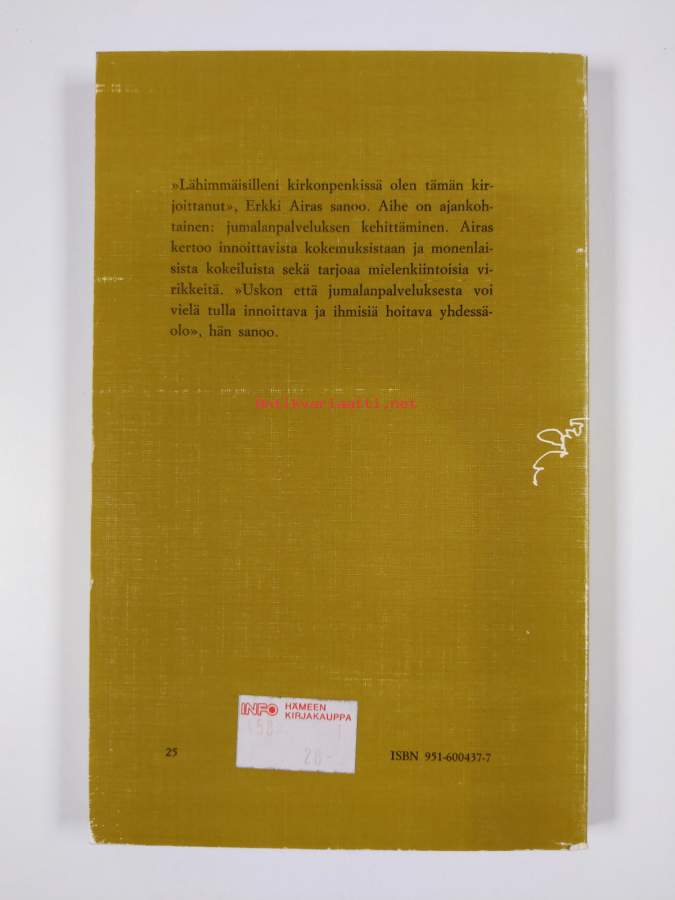 »Lähimmäisilleni kirkonpenkissä olen tämän kir-
joittanut», Erkki Airas sanoo. Aihe on ajankoh-
tainen: jumalanpalveluksen kehittäminen. Airas
kertoo innoittavista kokemuksistaan ja monenlai-
sista kokeiluista sekä tarjoaa mielenkiintoisia vi-
rikkeitä. »Uskon että jumalanpalveluksesta voi
vielä tulla innoittava ja ihmisiä hoitava yhdessä-
olo», hän sanoo.
antikvariaatti.net
INFO HÄMEEN
KIRJAKAUPPA
20-
25
ISBN 951-600437-7